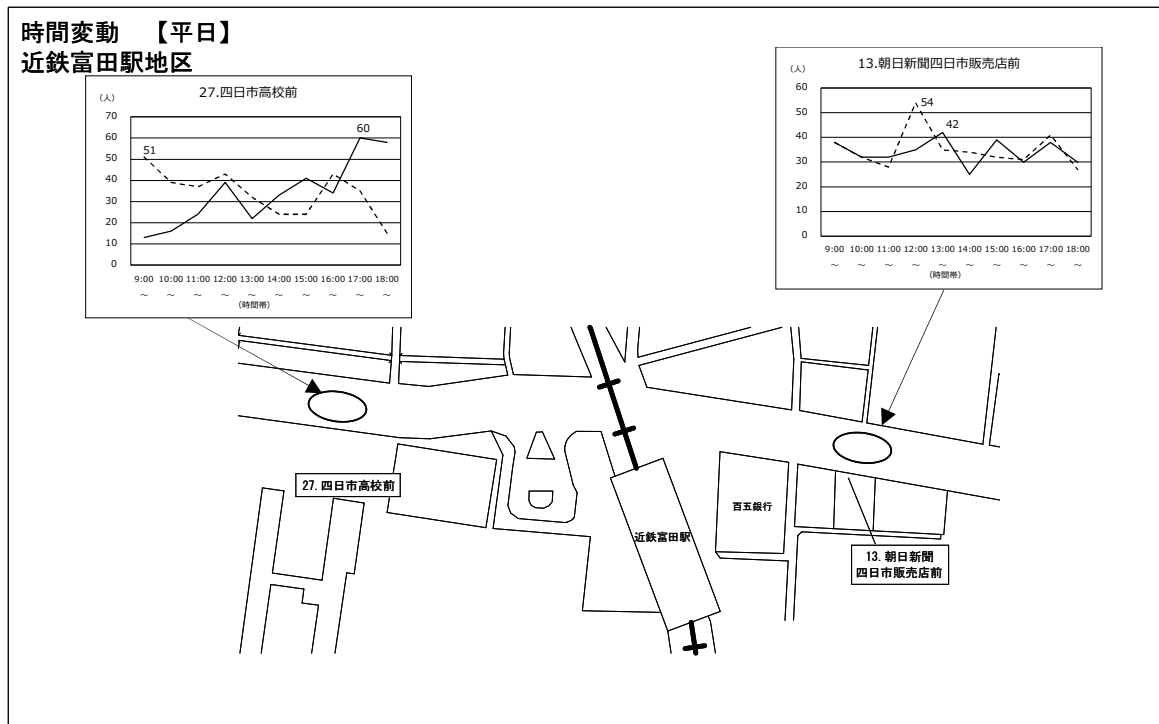 時間変動　【平日】
近鉄富田駅地区
27.四日市高校前
（人）
70
60
50
40
30
20
10
0
51
60
9:00 10:00 11:00 12:00 13:00 14:00 15:00 16:00 17:00 18:00
～ ～ ～ ～ ～ ～ ～ ～ ～ ～
（時間帯）
13.朝日新聞四日市販売店前
（人）
60
50
40
30
20
10
0
54
42
9:00 10:00 11:00 12:00 13:00 14:00 15:00 16:00 17:00 18:00
～ ～ ～ ～ ～ ～ ～ ～ ～ ～
（時間帯）
27. 四日市高校前
百五銀行
近鉄富田駅
13. 朝日新聞
四日市販売店前